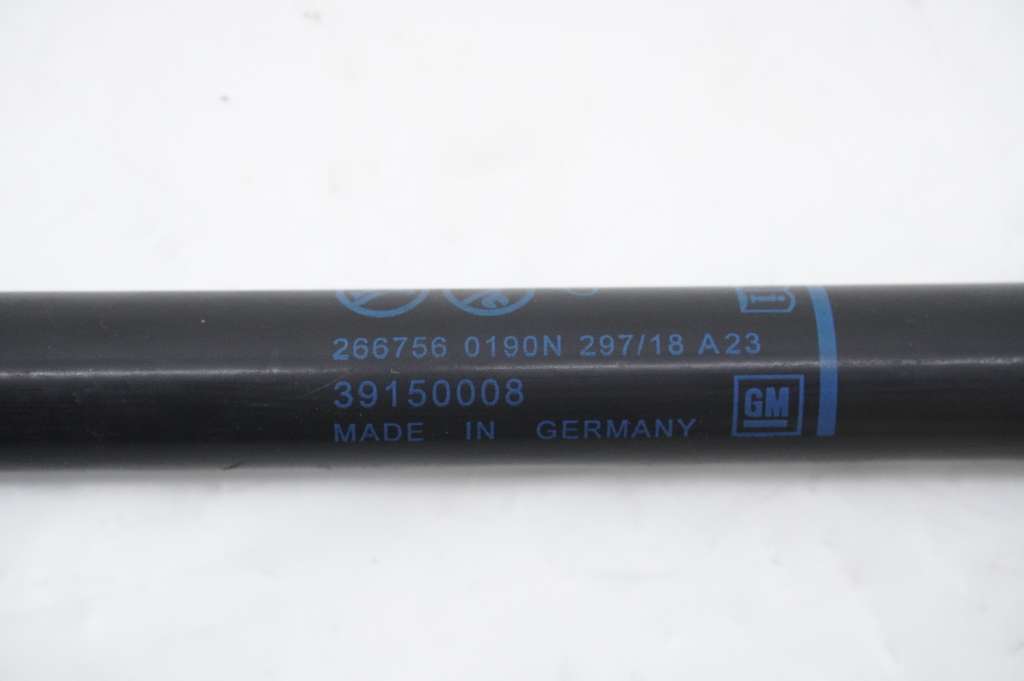 266756 0190N 297/18 A23
39150008
MADE IN GERMANY
GM